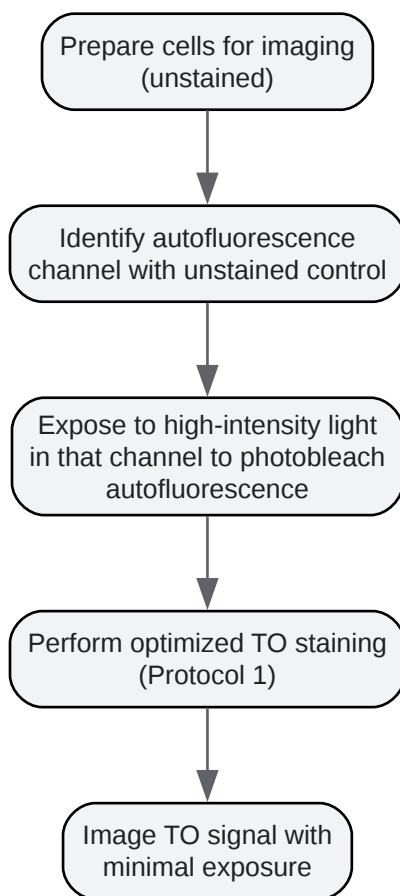 Prepare cells for imaging
(unstained)
Identify autofluorescence
channel with unstained control
Expose to high-intensity light
in that channel to photobleach
autofluorescence
Perform optimized TO staining
(Protocol 1)
Image TO signal with
minimal exposure